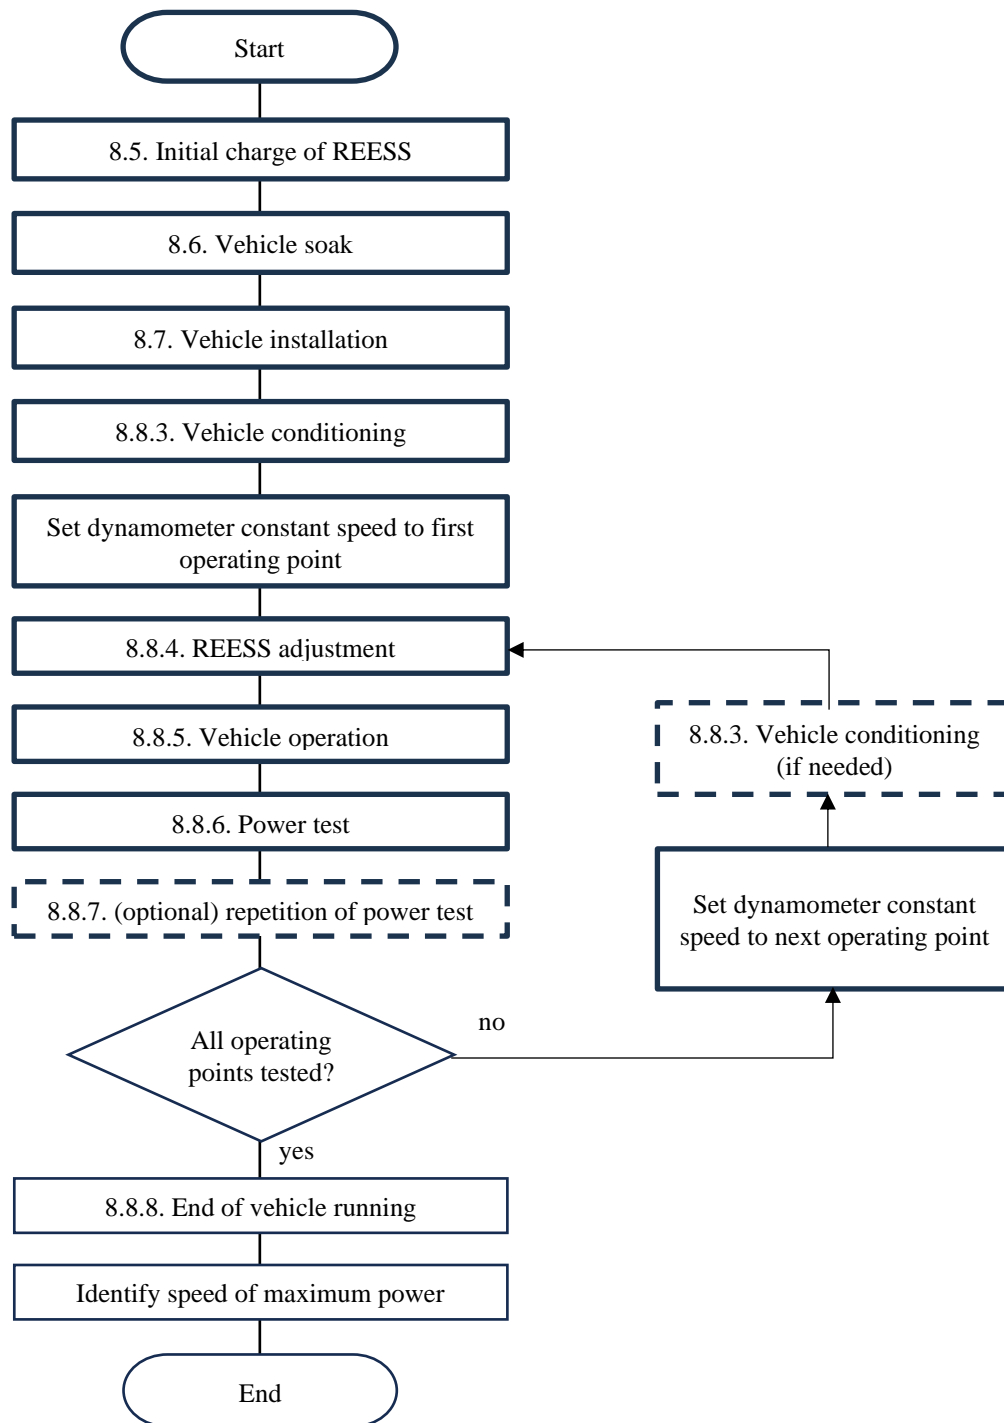 Start
8.5. Initial charge of REESS
8.6. Vehicle soak
8.7. Vehicle installation
8.8.3. Vehicle conditioning
Set dynamometer constant speed to first
operating point
8.8.4. REESS adjustment
8.8.5. Vehicle operation
8.8.6. Power test
8.8.7. (optional) repetition of power test
All operating
points tested?
no
Set dynamometer constant
speed to next operating point
8.8.3. Vehicle conditioning
(if needed)
yes
8.8.8. End of vehicle running
Identify speed of maximum power
End